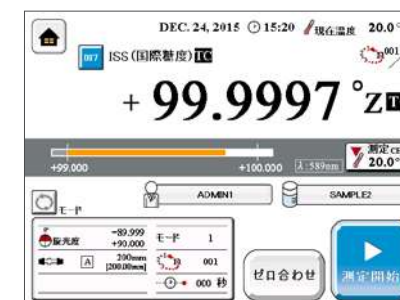 DEC. 24, 2015 15:20 現在温度 20.0°
007 ISS (国際糖度) TC
001
+ 99.9997 °Z
+99.000 +100.000 λ:589nm 測定 20.0°
モード ADMIN1 SAMPLE2
旋光度 -89.999 +90.000 モード 1
A 200mm [200.00mm] 001
000 秒
ゼロ合わせ 測定開始